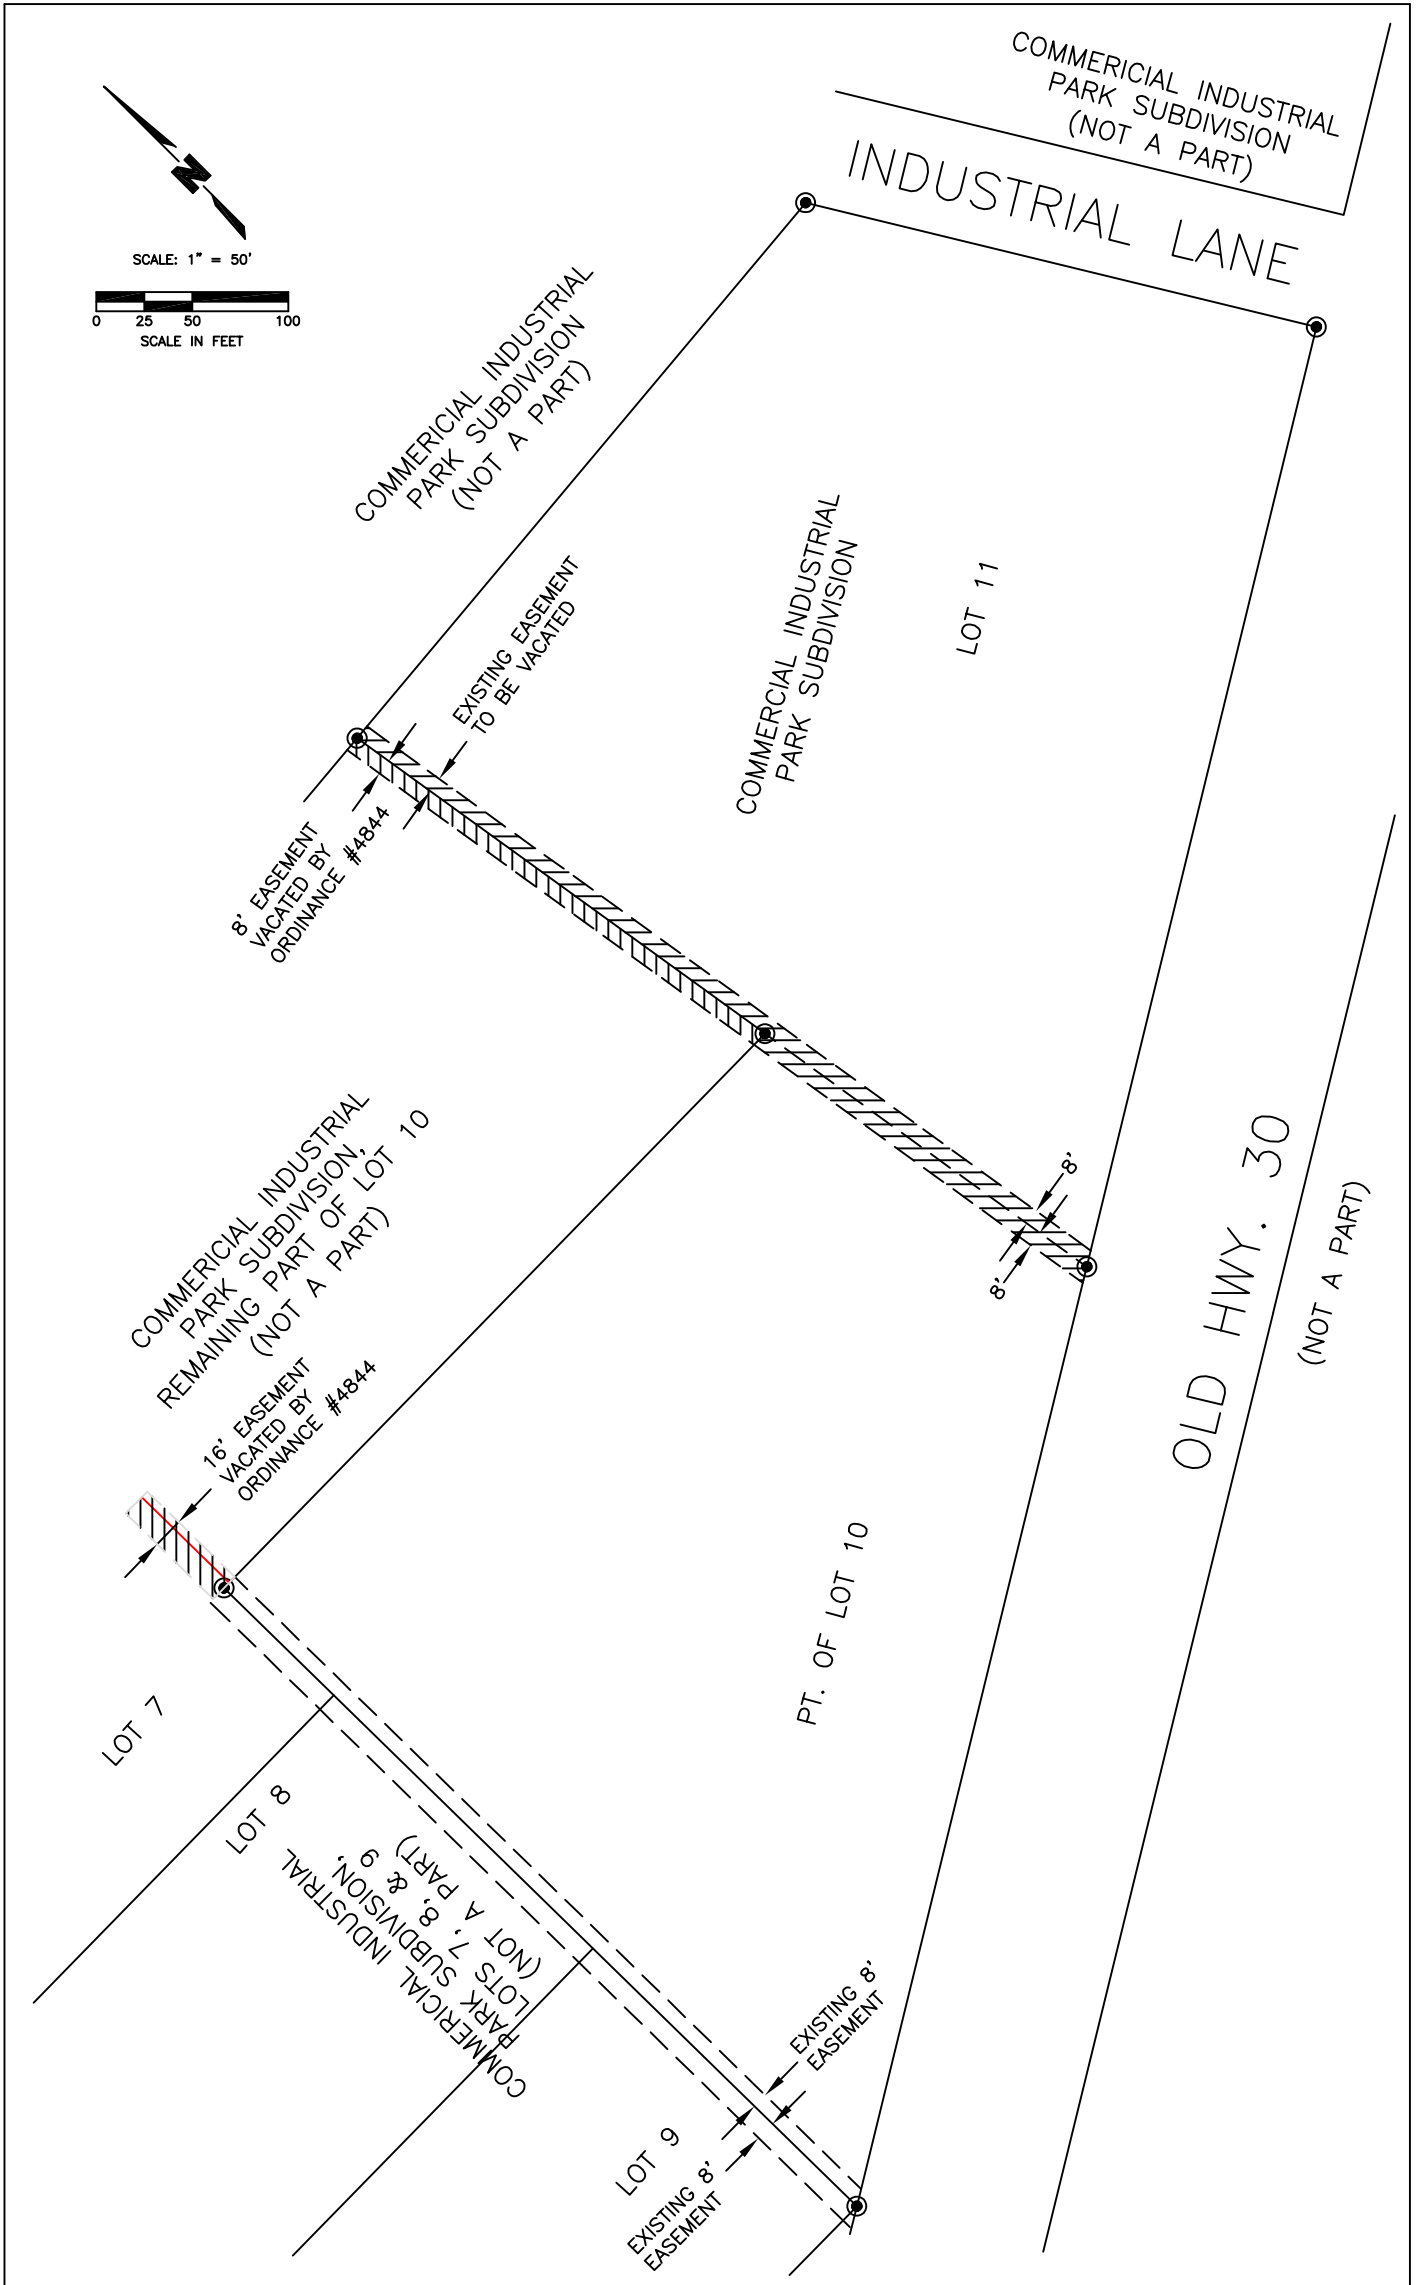 COMMERICIAL INDUSTRIAL
PARK SUBDIVISION
(NOT A PART)
INDUSTRIAL LANE
N
SCALE: 1" = 50'
0 25 50 100
SCALE IN FEET
COMMERICIAL INDUSTRIAL
PARK SUBDIVISION
(NOT A PART)
EXISTING EASEMENT
TO BE VACATED
COMMERCIAL INDUSTRIAL
PARK SUBDIVISION
LOT 11
8' EASEMENT
VACATED BY
ORDINANCE #4844
COMMERICIAL INDUSTRIAL
PARK SUBDIVISION,
REMAINING PART OF LOT 10
(NOT A PART)
8'
8'
OLD HWY. 30
(NOT A PART)
16' EASEMENT
VACATED BY
ORDINANCE #4844
PT. OF LOT 10
LOT 7
LOT 8
COMMERICIAL INDUSTRIAL
PARK SUBDIVISION,
LOTS 7, 8, & 9
(NOT A PART)
EXISTING 8'
EASEMENT
LOT 9
EXISTING 8'
EASEMENT